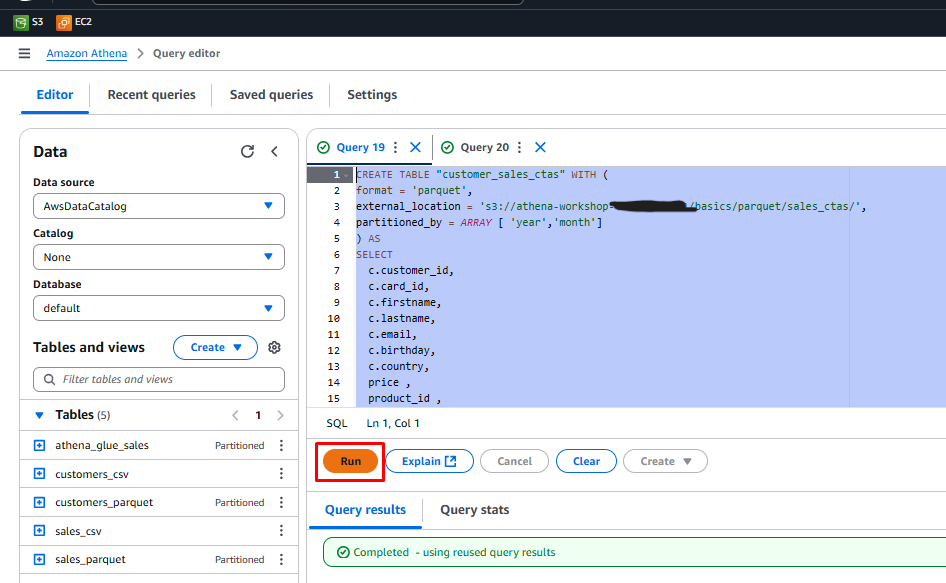 S3 EC2
Amazon Athena > Query editor
Editor Recent queries Saved queries Settings
Data
Data source
AwsDataCatalog
Catalog
None
Database
default
Tables and views Create
Filter tables and views
Tables (5) 1
athena_glue_sales Partitioned
customers_csv
customers_parquet Partitioned
sales_csv
sales_parquet Partitioned
Query 19 Query 20
1 CREATE TABLE "customer_sales_ctas" WITH (
2 format = 'parquet',
3 external_location = 's3://athena-workshop- /basics/parquet/sales_ctas/',
4 partitioned_by = ARRAY [ 'year','month']
5 ) AS
6 SELECT
7 c.customer_id,
8 c.card_id,
9 c.firstname,
10 c.lastname,
11 c.email,
12 c.birthday,
13 c.country,
14 price ,
15 product_id ,
SQL Ln 1, Col 1
Run Explain Cancel Clear Create
Query results Query stats
Completed - using reused query results